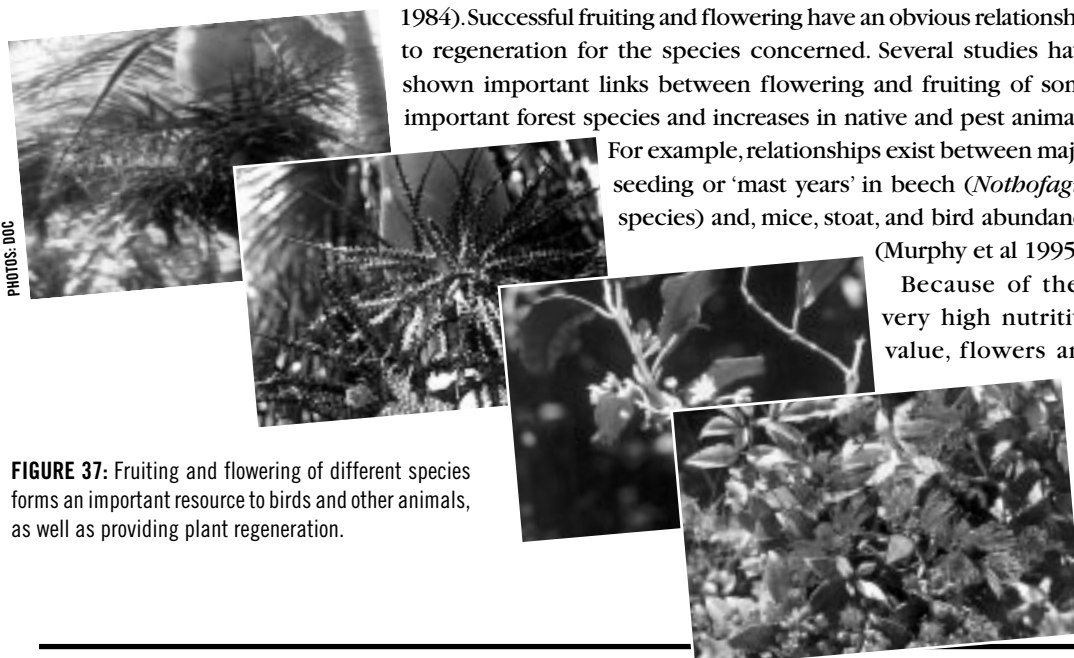 1984). Successful fruiting and flowering have an obvious relationsh
to regeneration for the species concerned. Several studies hav
shown important links between flowering and fruiting of som
important forest species and increases in native and pest anima
For example, relationships exist between maj
seeding or ‘mast years’ in beech (Nothofag
species) and, mice, stoat, and bird abundan
(Murphy et al 1995
Because of the
very high nutriti
value, flowers an
PHOTOS: DOC
FIGURE 37: Fruiting and flowering of different species
forms an important resource to birds and other animals,
as well as providing plant regeneration.